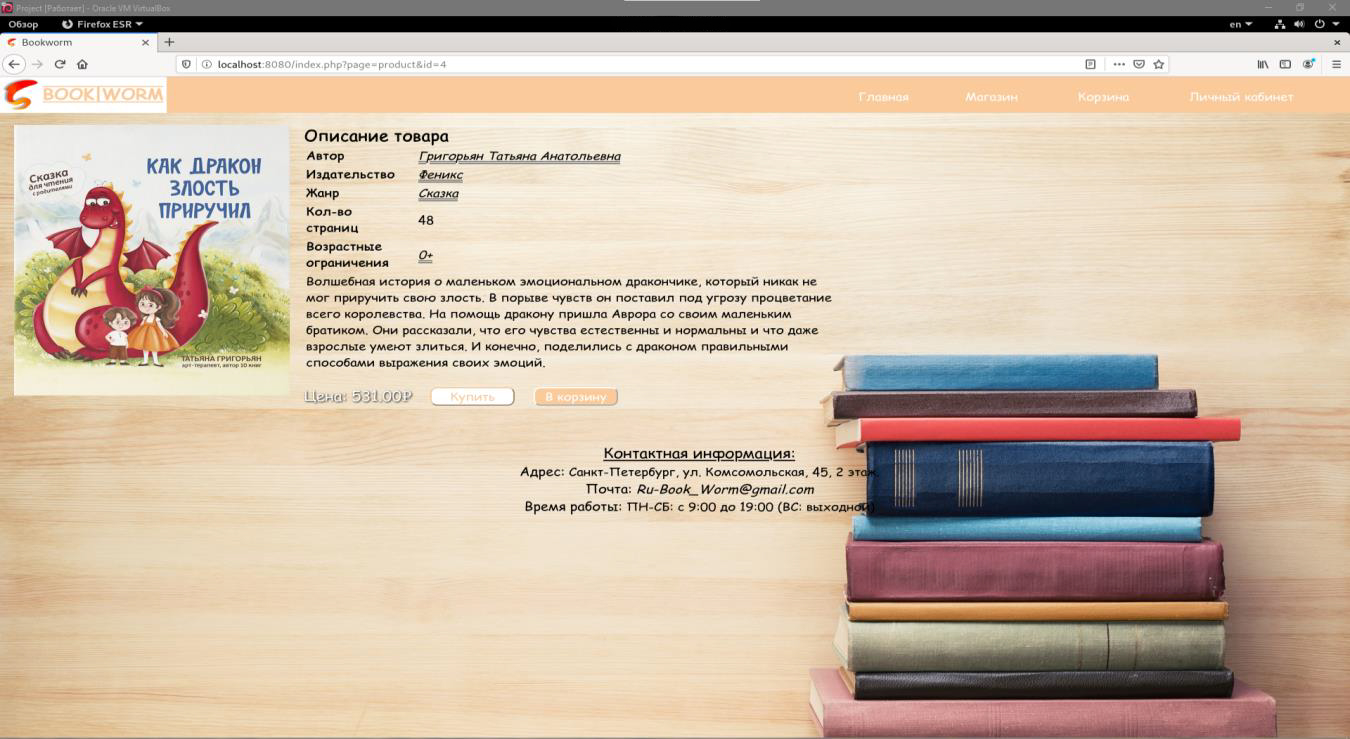 Project [Работает] - Oracle VM VirtualBox
Обзор Firefox ESR en
Bookworm
localhost:8080/index.php?page=product&id=4
BOOK|WORM Главная Магазин Корзина Личный кабинет
Сказка
для чтения
с родителями
КАК ДРАКОН
ЗЛОСТЬ
ПРИРУЧИЛ
ТАТЬЯНА ГРИГОРЬЯН
арт-терапевт, автор 10 книг
Описание товара
Автор Григорьян Татьяна Анатольевна
Издательство Феникс
Жанр Сказка
Кол-во
страниц 48
Возрастные
ограничения 0+
Волшебная история о маленьком эмоциональном дракончике, который никак не
мог приручить свою злость. В порыве чувств он поставил под угрозу процветание
всего королевства. На помощь дракону пришла Аврора со своим маленьким
братиком. Они рассказали, что его чувства естественны и нормальны и что даже
взрослые умеют злиться. И конечно, поделились с драконом правильными
способами выражения своих эмоций.
Цена: 531.00₽ Купить В корзину
Контактная информация:
Адрес: Санкт-Петербург, ул. Комсомольская, 45, 2 этаж.
Почта: Ru-Book_Worm@gmail.com
Время работы: ПН-СБ: с 9:00 до 19:00 (ВС: выходной)